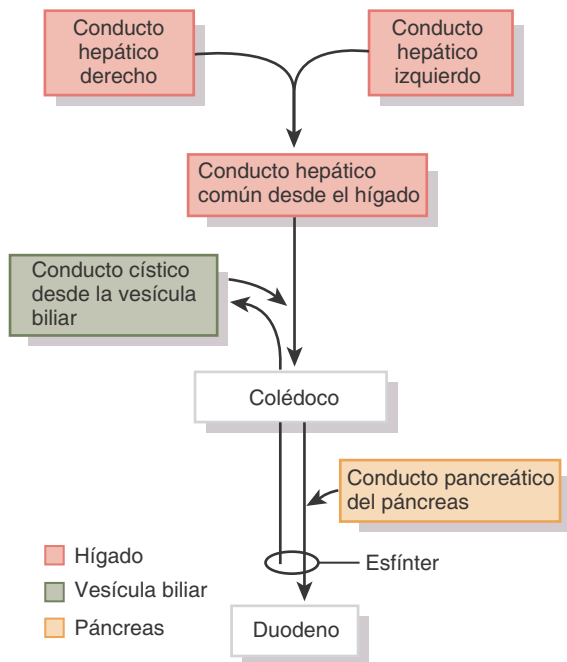 Conducto
hepático
derecho
Conducto
hepático
izquierdo
Conducto hepático
común desde el hígado
Conducto cístico
desde la vesícula
biliar
Colédoco
Conducto pancreático
del páncreas
Esfínter
Duodeno
Hígado
Vesícula biliar
Páncreas